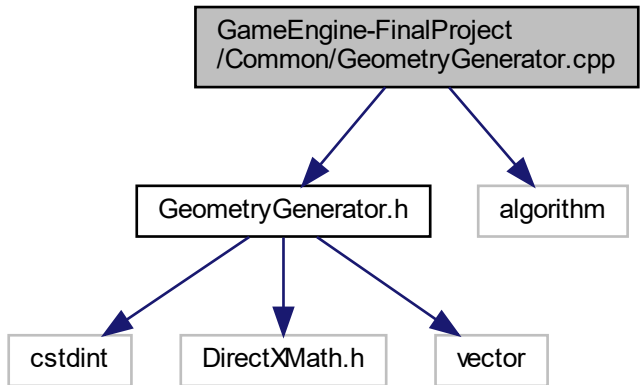 GameEngine-FinalProject
/Common/GeometryGenerator.cpp
GeometryGenerator.h
algorithm
cstdint
DirectXMath.h
vector